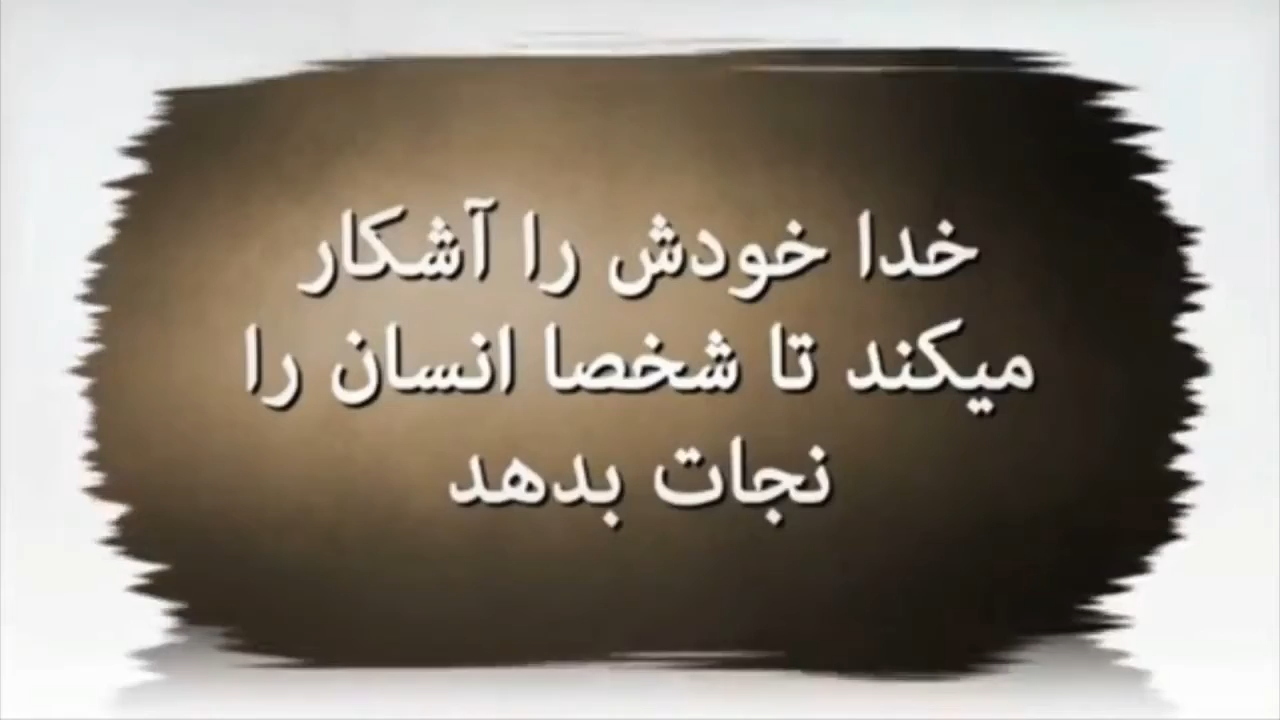 خدا خودش را آشکار
میکند تا شخصا انسان را
نجات بدهد